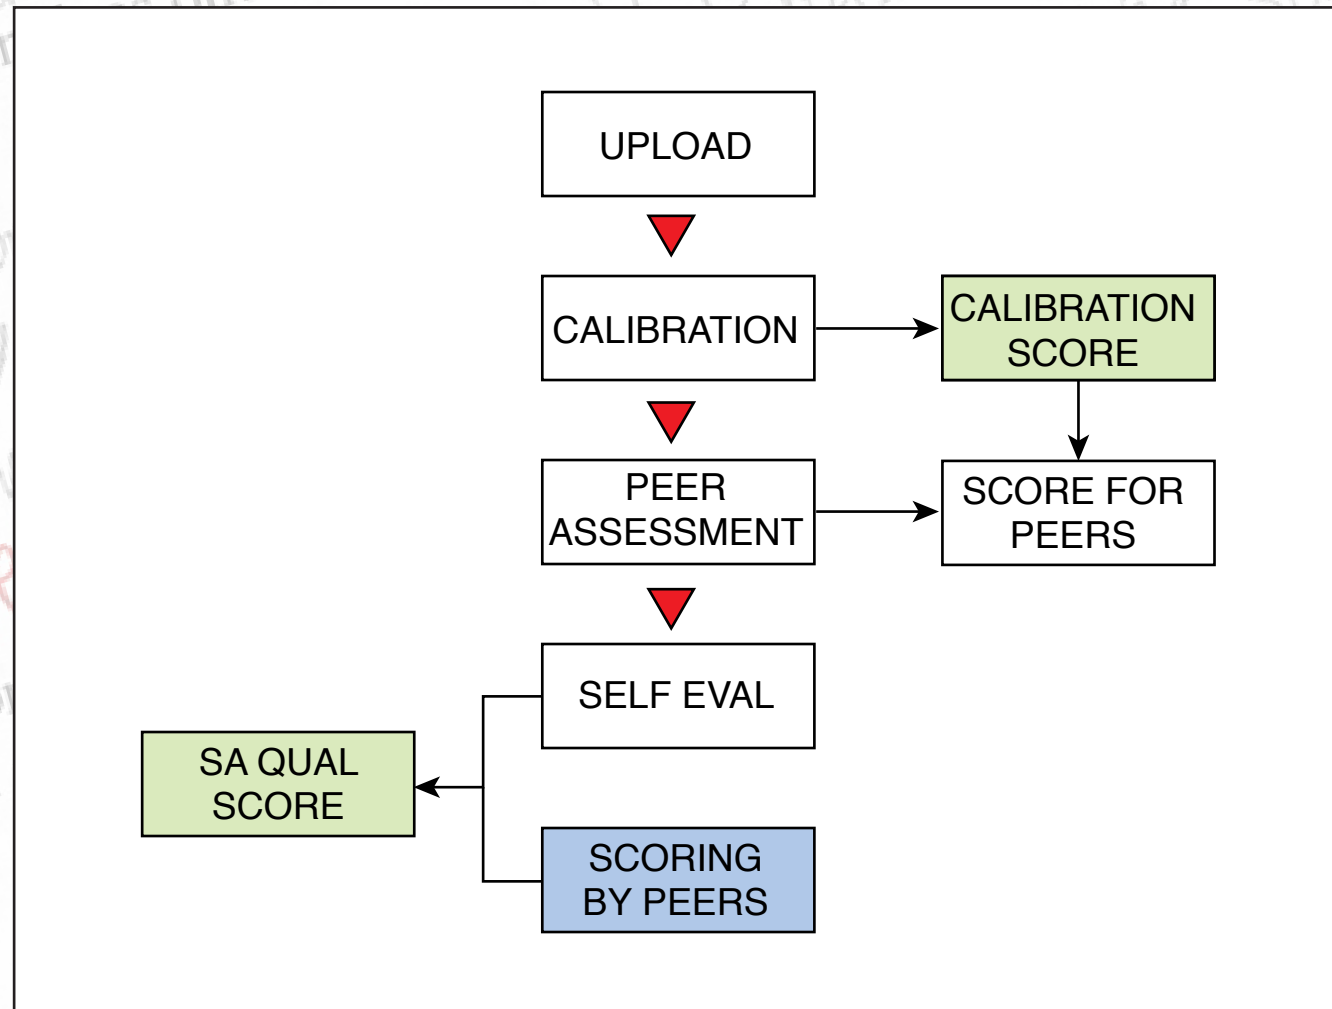 UPLOAD
CALIBRATION
CALIBRATION
SCORE
PEER
ASSESSMENT
SCORE FOR
PEERS
SELF EVAL
SA QUAL
SCORE
SCORING
BY PEERS